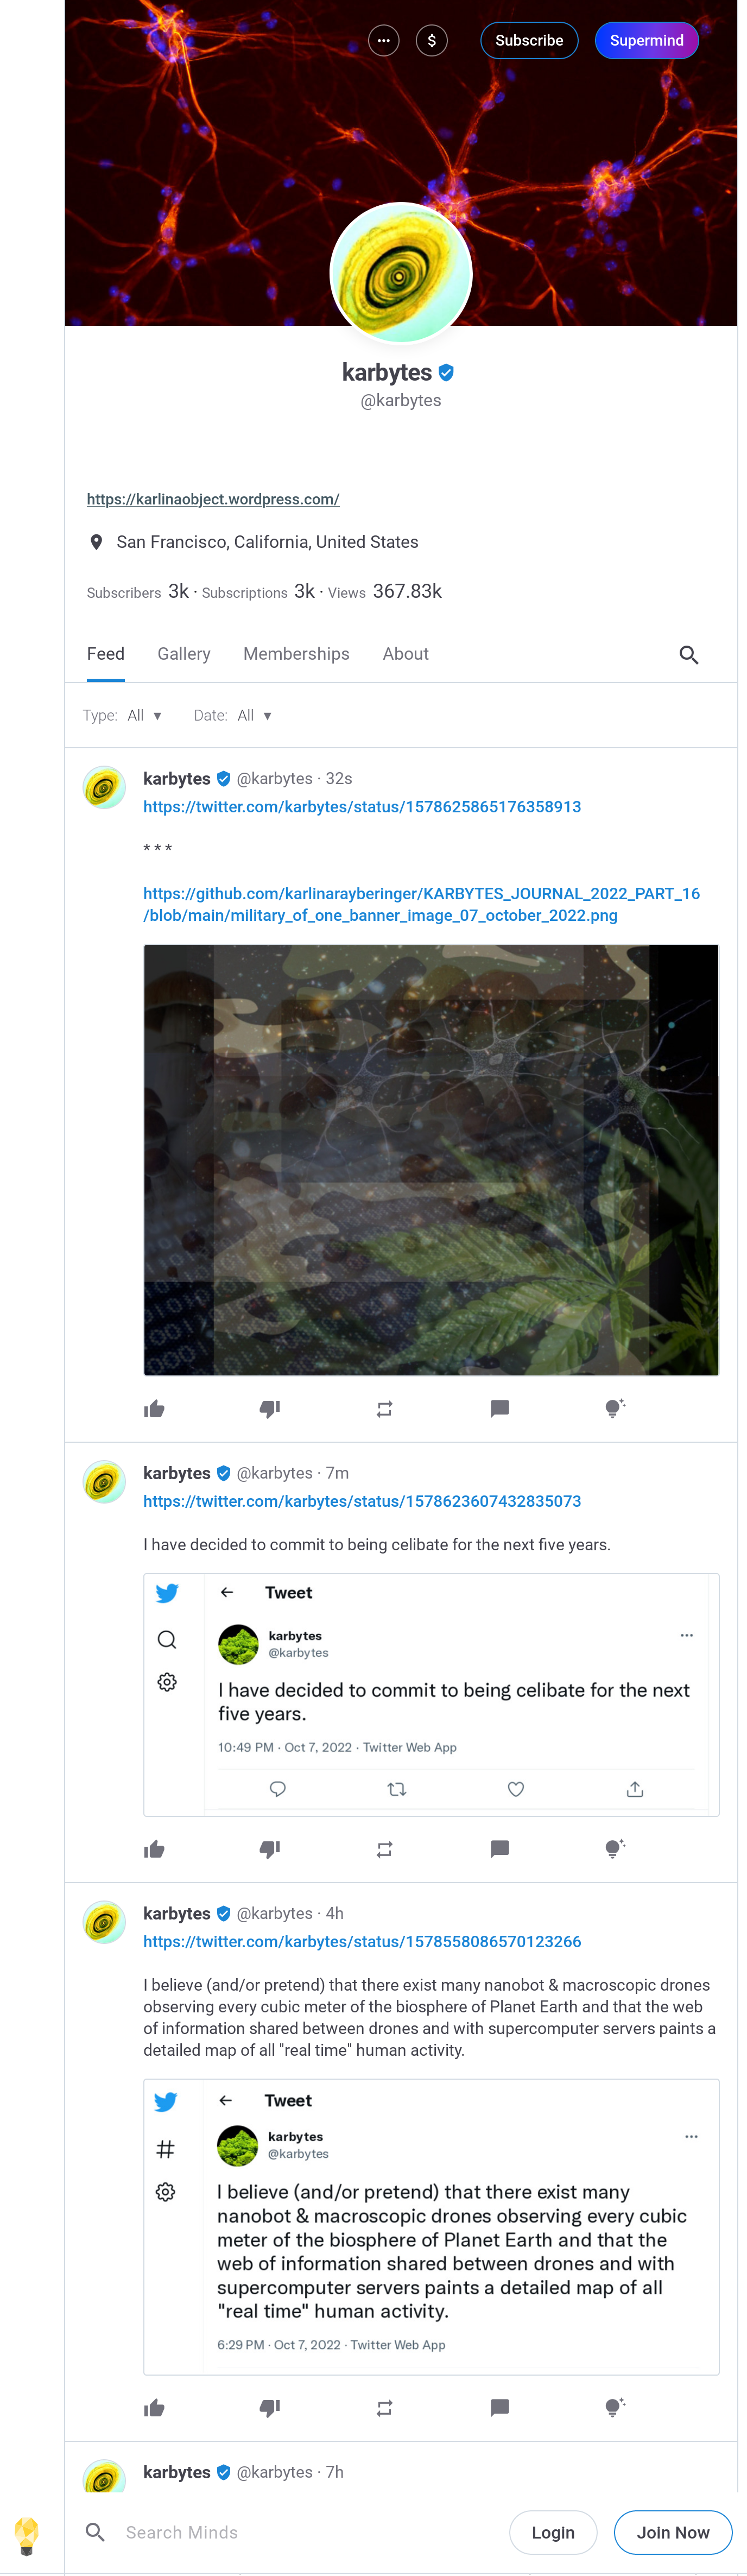 Subscribe
Supermind
karbytes
@karbytes
https://karlinaobject.wordpress.com/
San Francisco, California, United States
Subscribers 3k · Subscriptions 3k · Views 367.83k
Feed Gallery Memberships About
Type: All ▾ Date: All ▾
karbytes @karbytes · 32s
https://twitter.com/karbytes/status/1578625865176358913
* * *
https://github.com/karlinarayberinger/KARBYTES_JOURNAL_2022_PART_16
/blob/main/military_of_one_banner_image_07_october_2022.png
karbytes @karbytes · 7m
https://twitter.com/karbytes/status/1578623607432835073
I have decided to commit to being celibate for the next five years.
Tweet
karbytes
@karbytes
I have decided to commit to being celibate for the next
five years.
10:49 PM · Oct 7, 2022 · Twitter Web App
karbytes @karbytes · 4h
https://twitter.com/karbytes/status/1578558086570123266
I believe (and/or pretend) that there exist many nanobot & macroscopic drones
observing every cubic meter of the biosphere of Planet Earth and that the web
of information shared between drones and with supercomputer servers paints a
detailed map of all "real time" human activity.
Tweet
karbytes
@karbytes
I believe (and/or pretend) that there exist many
nanobot & macroscopic drones observing every cubic
meter of the biosphere of Planet Earth and that the
web of information shared between drones and with
supercomputer servers paints a detailed map of all
"real time" human activity.
6:29 PM · Oct 7, 2022 · Twitter Web App
karbytes @karbytes · 7h
Search Minds
Login
Join Now